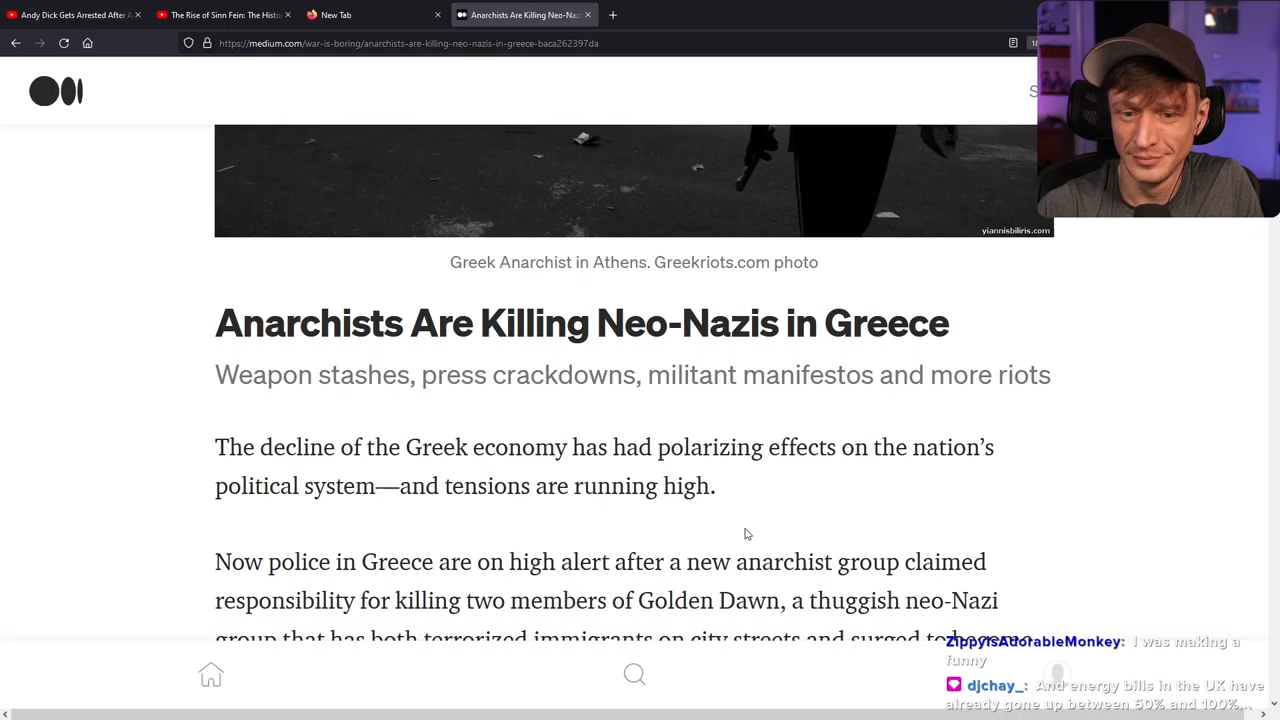 Andy Dick Gets Arrested After A
The Rise of Sinn Fein: The Histo
New Tab
Anarchists Are Killing Neo-Nazi
https://medium.com/war-is-boring/anarchists-are-killing-neo-nazis-in-greece-baca262397da
yiannisbiliris.com
Greek Anarchist in Athens. Greekriots.com photo
Anarchists Are Killing Neo-Nazis in Greece
Weapon stashes, press crackdowns, militant manifestos and more riots
The decline of the Greek economy has had polarizing effects on the nation’s
political system—and tensions are running high.
Now police in Greece are on high alert after a new anarchist group claimed
responsibility for killing two members of Golden Dawn, a thuggish neo-Nazi
group that has both terrorized immigrants on city streets and surged to
ZippyIsAdorableMonkey: I was making a
funny
djchay_: And energy bills in the UK have
already gone up between 50% and 100%...